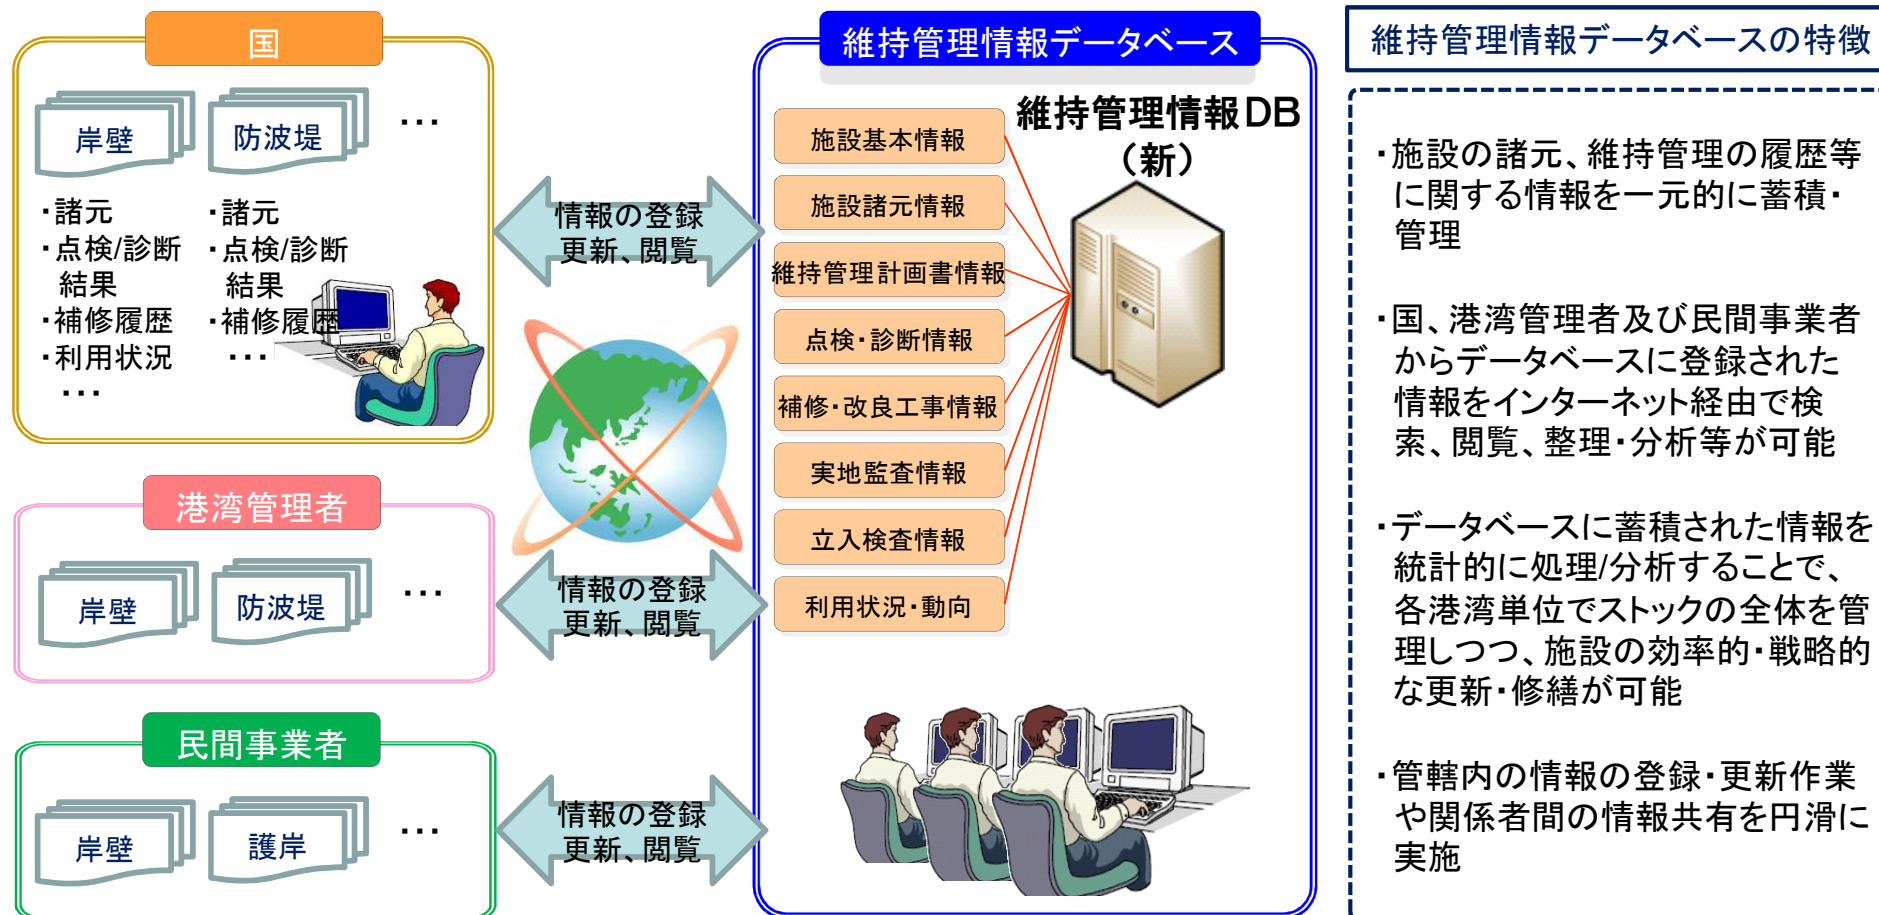 国
岸壁
防波堤
・・・
・諸元
・点検/診断
結果
・補修履歴
・利用状況
・・・
・諸元
・点検/診断
結果
・補修履歴
・・・
港湾管理者
岸壁
防波堤
・・・
民間事業者
岸壁
護岸
・・・
情報の登録
更新、閲覧
情報の登録
更新、閲覧
情報の登録
更新、閲覧
維持管理情報データベース
維持管理情報DB
（新）
施設基本情報
施設諸元情報
維持管理計画書情報
点検・診断情報
補修・改良工事情報
実地監査情報
立入検査情報
利用状況・動向
維持管理情報データベースの特徴
・施設の諸元、維持管理の履歴等
に関する情報を一元的に蓄積・
管理
・国、港湾管理者及び民間事業者
からデータベースに登録された
情報をインターネット経由で検
索、閲覧、整理・分析等が可能
・データベースに蓄積された情報を
統計的に処理/分析することで、
各港湾単位でストックの全体を管
理しつつ、施設の効率的・戦略的
な更新・修繕が可能
・管轄内の情報の登録・更新作業
や関係者間の情報共有を円滑に
実施